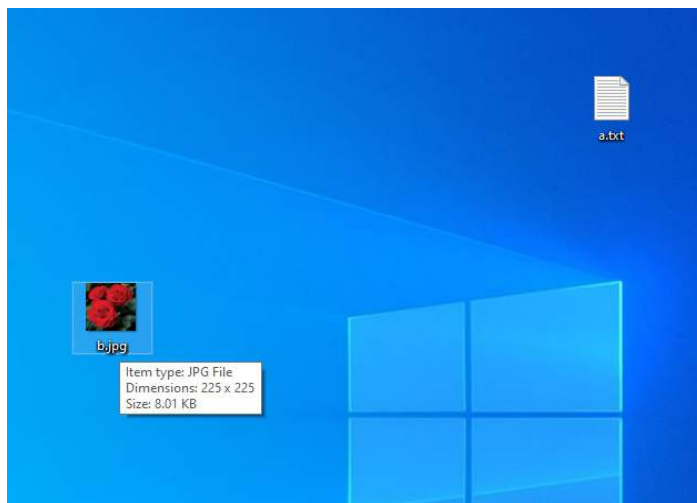 a.txt
b.jpg
Item type: JPG File
Dimensions: 225 x 225
Size: 8.01 KB